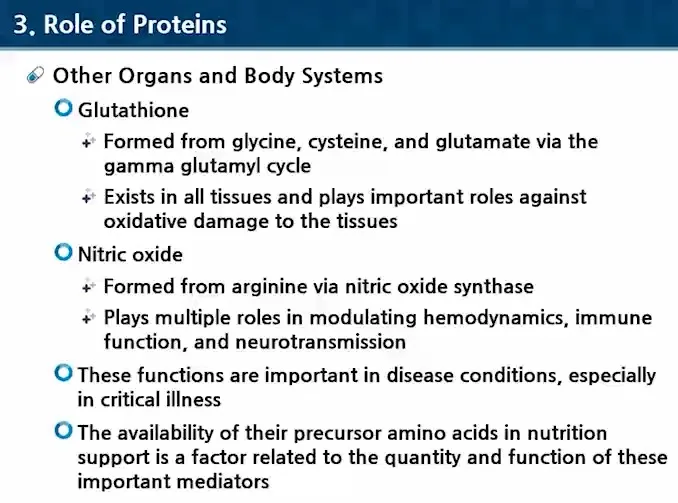 3. Role of Proteins
Other Organs and Body Systems
Glutathione
Formed from glycine, cysteine, and glutamate via the
gamma glutamyl cycle
Exists in all tissues and plays important roles against
oxidative damage to the tissues
Nitric oxide
Formed from arginine via nitric oxide synthase
Plays multiple roles in modulating hemodynamics, immune
function, and neurotransmission
These functions are important in disease conditions, especially
in critical illness
The availability of their precursor amino acids in nutrition
support is a factor related to the quantity and function of these
important mediators